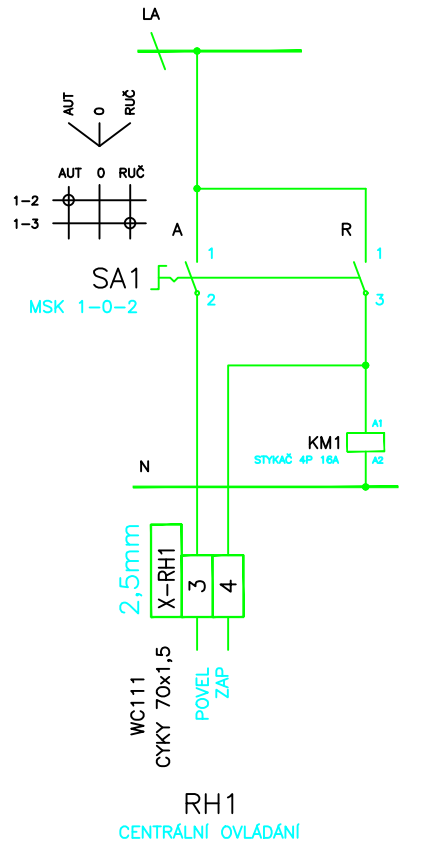 LA
AUT 0 RUČ
AUT 0 RUČ
1-2
1-3
A
R
1
1
SA1
2
3
MSK 1-0-2
A1
KM1
STYKAČ 4P 16A
A2
N
2,5mm
X-RH1
3
4
WC111
CYKY 7Ox1,5
POVEL
ZAP
RH1
CENTRÁLNÍ OVLÁDÁNÍ